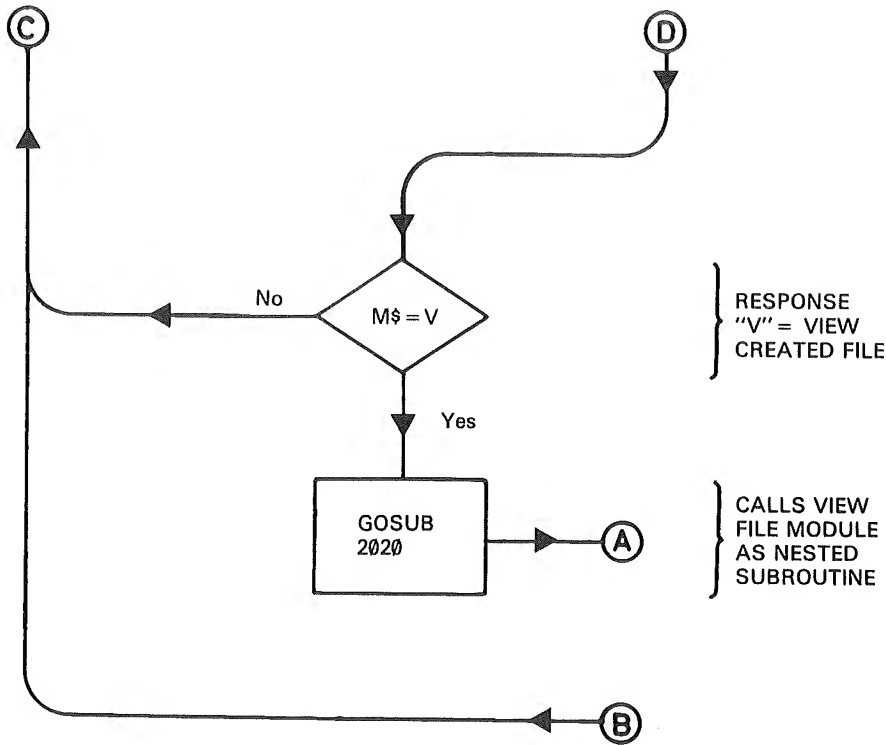 C
D
No
M$ = V
RESPONSE
"V" = VIEW
CREATED FILE
Yes
GOSUB
2020
A
CALLS VIEW
FILE MODULE
AS NESTED
SUBROUTINE
B